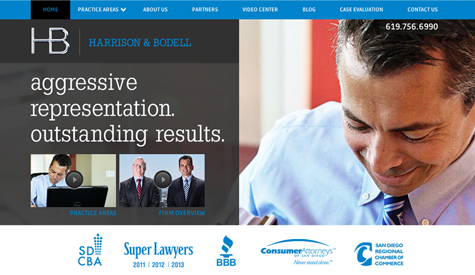 HOME PRACTICE AREAS ABOUT US PARTNERS VIDEO CENTER BLOG CASE EVALUATION CONTACT US
619.756.6990
HB HARRISON & BODELL
aggressive
representation.
outstanding results.
PRACTICE AREAS FIRM OVERVIEW
SD
CBA
Super Lawyers
2011 | 2012 | 2013
BBB
ConsumerAttorneys™
OF SAN DIEGO
Never stand alone.™
SAN DIEGO
REGIONAL
CHAMBER OF
COMMERCE